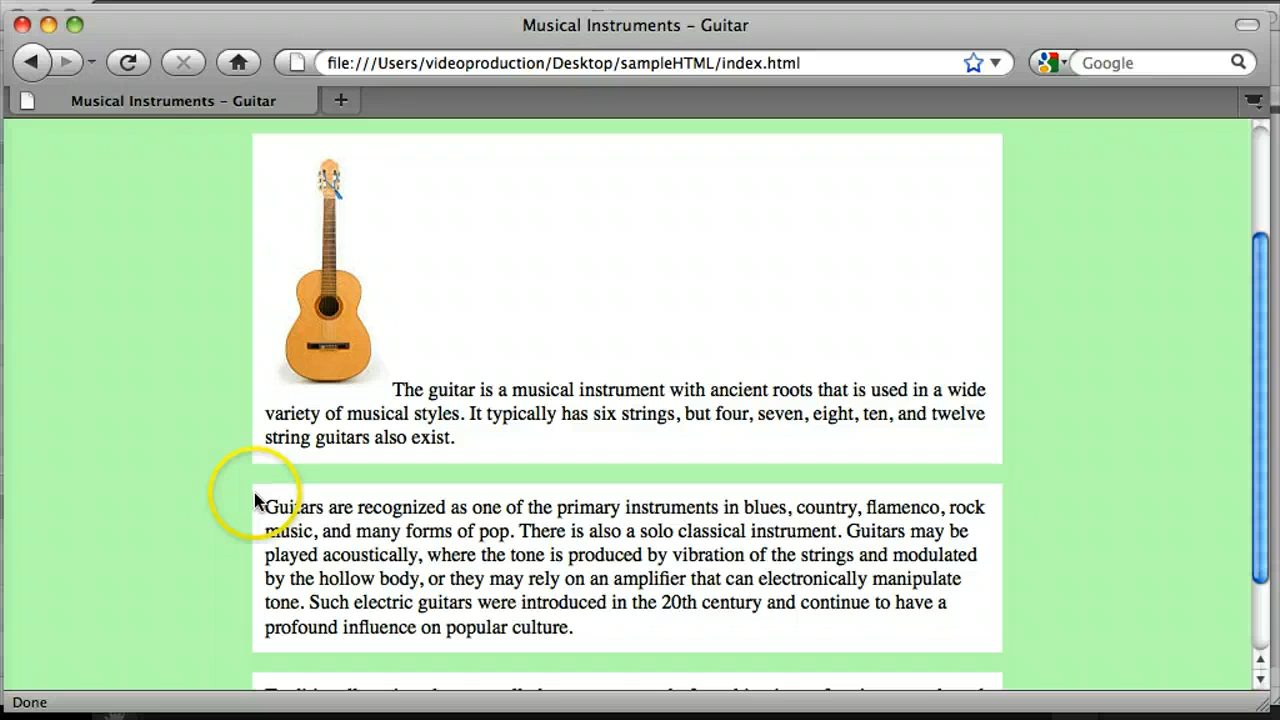 Musical Instruments – Guitar
file:///Users/videoproduction/Desktop/sampleHTML/index.html
Google
Musical Instruments – Guitar
The guitar is a musical instrument with ancient roots that is used in a wide
variety of musical styles. It typically has six strings, but four, seven, eight, ten, and twelve
string guitars also exist.
Guitars are recognized as one of the primary instruments in blues, country, flamenco, rock
music, and many forms of pop. There is also a solo classical instrument. Guitars may be
played acoustically, where the tone is produced by vibration of the strings and modulated
by the hollow body, or they may rely on an amplifier that can electronically manipulate
tone. Such electric guitars were introduced in the 20th century and continue to have a
profound influence on popular culture.
Done